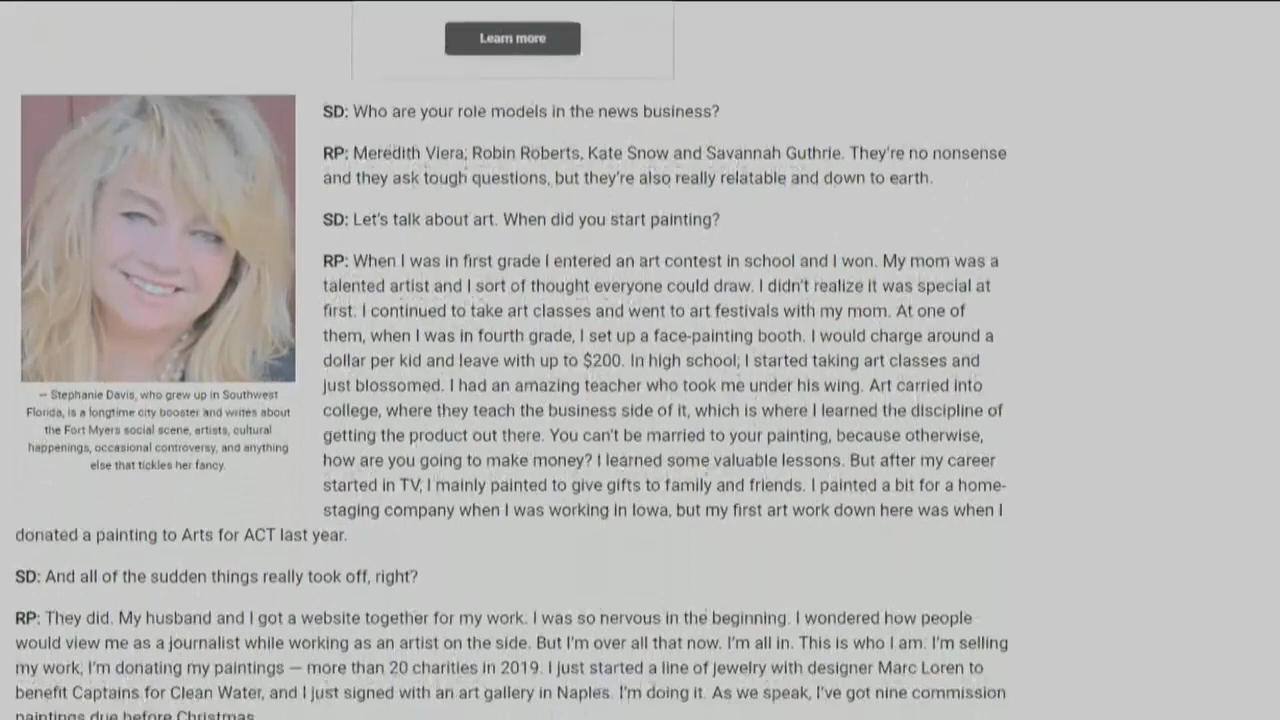 Learn more
SD: Who are your role models in the news business?
RP: Meredith Viera, Robin Roberts, Kate Snow and Savannah Guthrie. They're no nonsense
and they ask tough questions, but they're also really relatable and down to earth.
SD: Let's talk about art. When did you start painting?
RP: When I was in first grade I entered an art contest in school and I won. My mom was a
talented artist and I sort of thought everyone could draw. I didn't realize it was special at
first. I continued to take art classes and went to art festivals with my mom. At one of
them, when I was in fourth grade, I set up a face-painting booth. I would charge around a
dollar per kid and leave with up to $200. In high school, I started taking art classes and
just blossomed. I had an amazing teacher who took me under his wing. Art carried into
college, where they teach the business side of it, which is where I learned the discipline of
getting the product out there. You can't be married to your painting, because otherwise,
how are you going to make money? I learned some valuable lessons. But after my career
started in TV, I mainly painted to give gifts to family and friends. I painted a bit for a home-
staging company when I was working in Iowa, but my first art work down here was when I
donated a painting to Arts for ACT last year.
— Stephanie Davis, who grew up in Southwest
Florida, is a longtime city booster and writes about
the Fort Myers social scene, artists, cultural
happenings, occasional controversy, and anything
else that tickles her fancy.
SD: And all of the sudden things really took off, right?
RP: They did. My husband and I got a website together for my work. I was so nervous in the beginning. I wondered how people
would view me as a journalist while working as an artist on the side. But I'm over all that now. I'm all in. This is who I am. I'm selling
my work, I'm donating my paintings — more than 20 charities in 2019. I just started a line of jewelry with designer Marc Loren to
benefit Captains for Clean Water, and I just signed with an art gallery in Naples. I'm doing it. As we speak, I've got nine commission
paintings due before Christmas.